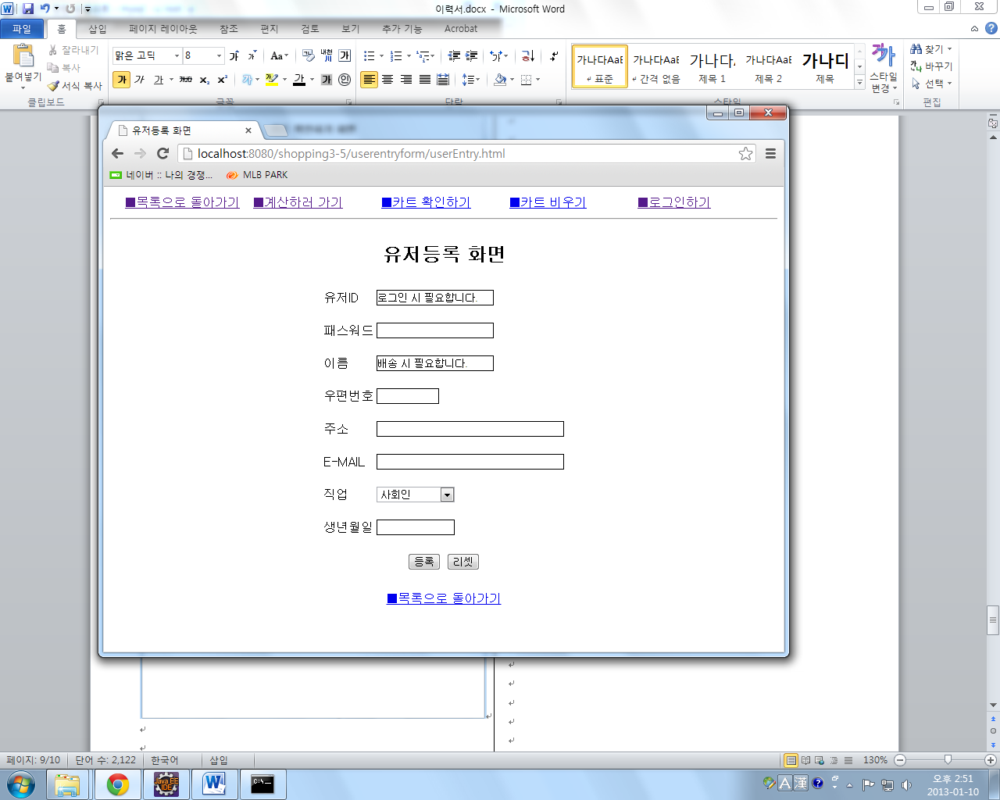 이력서.docx - Microsoft Word
파일 홈 삽입 페이지 레이아웃 참조 편지 검토 보기 추가 기능 Acrobat
붙여넣기
잘라내기
복사
서식 복사
클립보드
맑은 고딕 8
가 가 가
글꼴
단락
가나다AaB 가나다AaB 가나다 가나다AaB 가나다
표준 간격 없음 제목 1 제목 2 제목
스타일 변경
스타일
찾기
바꾸기
선택
편집
유저등록 화면
localhost:8080/shopping3-5/userentryform/userEntry.html
네이버 :: 나의 경쟁... MLB PARK
■목록으로 돌아가기 ■계산하러 가기 ■카트 확인하기 ■카트 비우기 ■로그인하기
유저등록 화면
유저ID 로그인 시 필요합니다.
패스워드
이름 배송 시 필요합니다.
우편번호
주소
E-MAIL
직업 사회인
생년월일
등록 리셋
■목록으로 돌아가기
페이지: 9/10 단어 수: 2,122 한국어 삽입 130%
Java EE IDE
A 漢
오후 2:51
2013-01-10